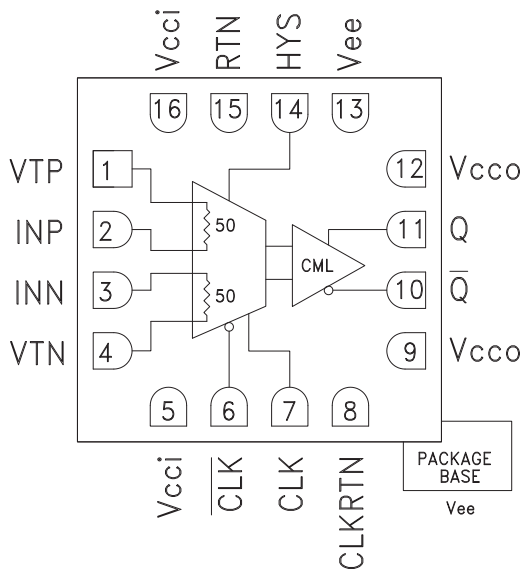 Vcci
RTN
HYS
Vee
16
15
14
13
VTP
1
12
Vcco
INP
2
50
11
Q
CML
INN
3
50
10
Q̅
VTN
4
9
Vcco
5
6
7
8
Vcci
C̅L̅K̅
CLK
CLKRTN
PACKAGE
BASE
Vee